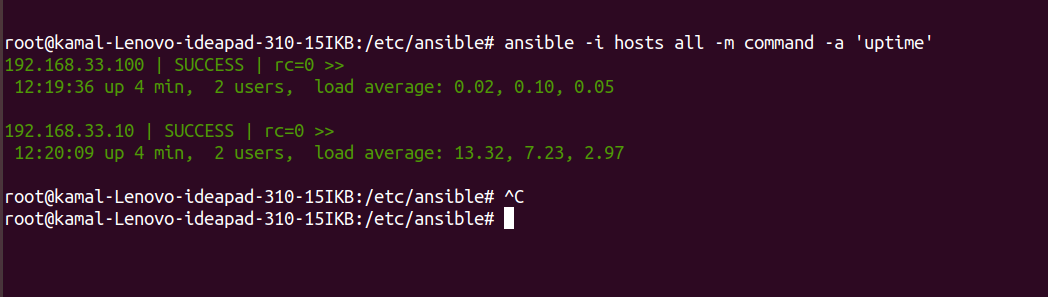 root@kamal-Lenovo-ideapad-310-15IKB:/etc/ansible# ansible -i hosts all -m command -a 'uptime'
192.168.33.100 | SUCCESS | rc=0 >>
 12:19:36 up 4 min,  2 users,  load average: 0.02, 0.10, 0.05
192.168.33.10 | SUCCESS | rc=0 >>
 12:20:09 up 4 min,  2 users,  load average: 13.32, 7.23, 2.97
root@kamal-Lenovo-ideapad-310-15IKB:/etc/ansible# ^C
root@kamal-Lenovo-ideapad-310-15IKB:/etc/ansible#